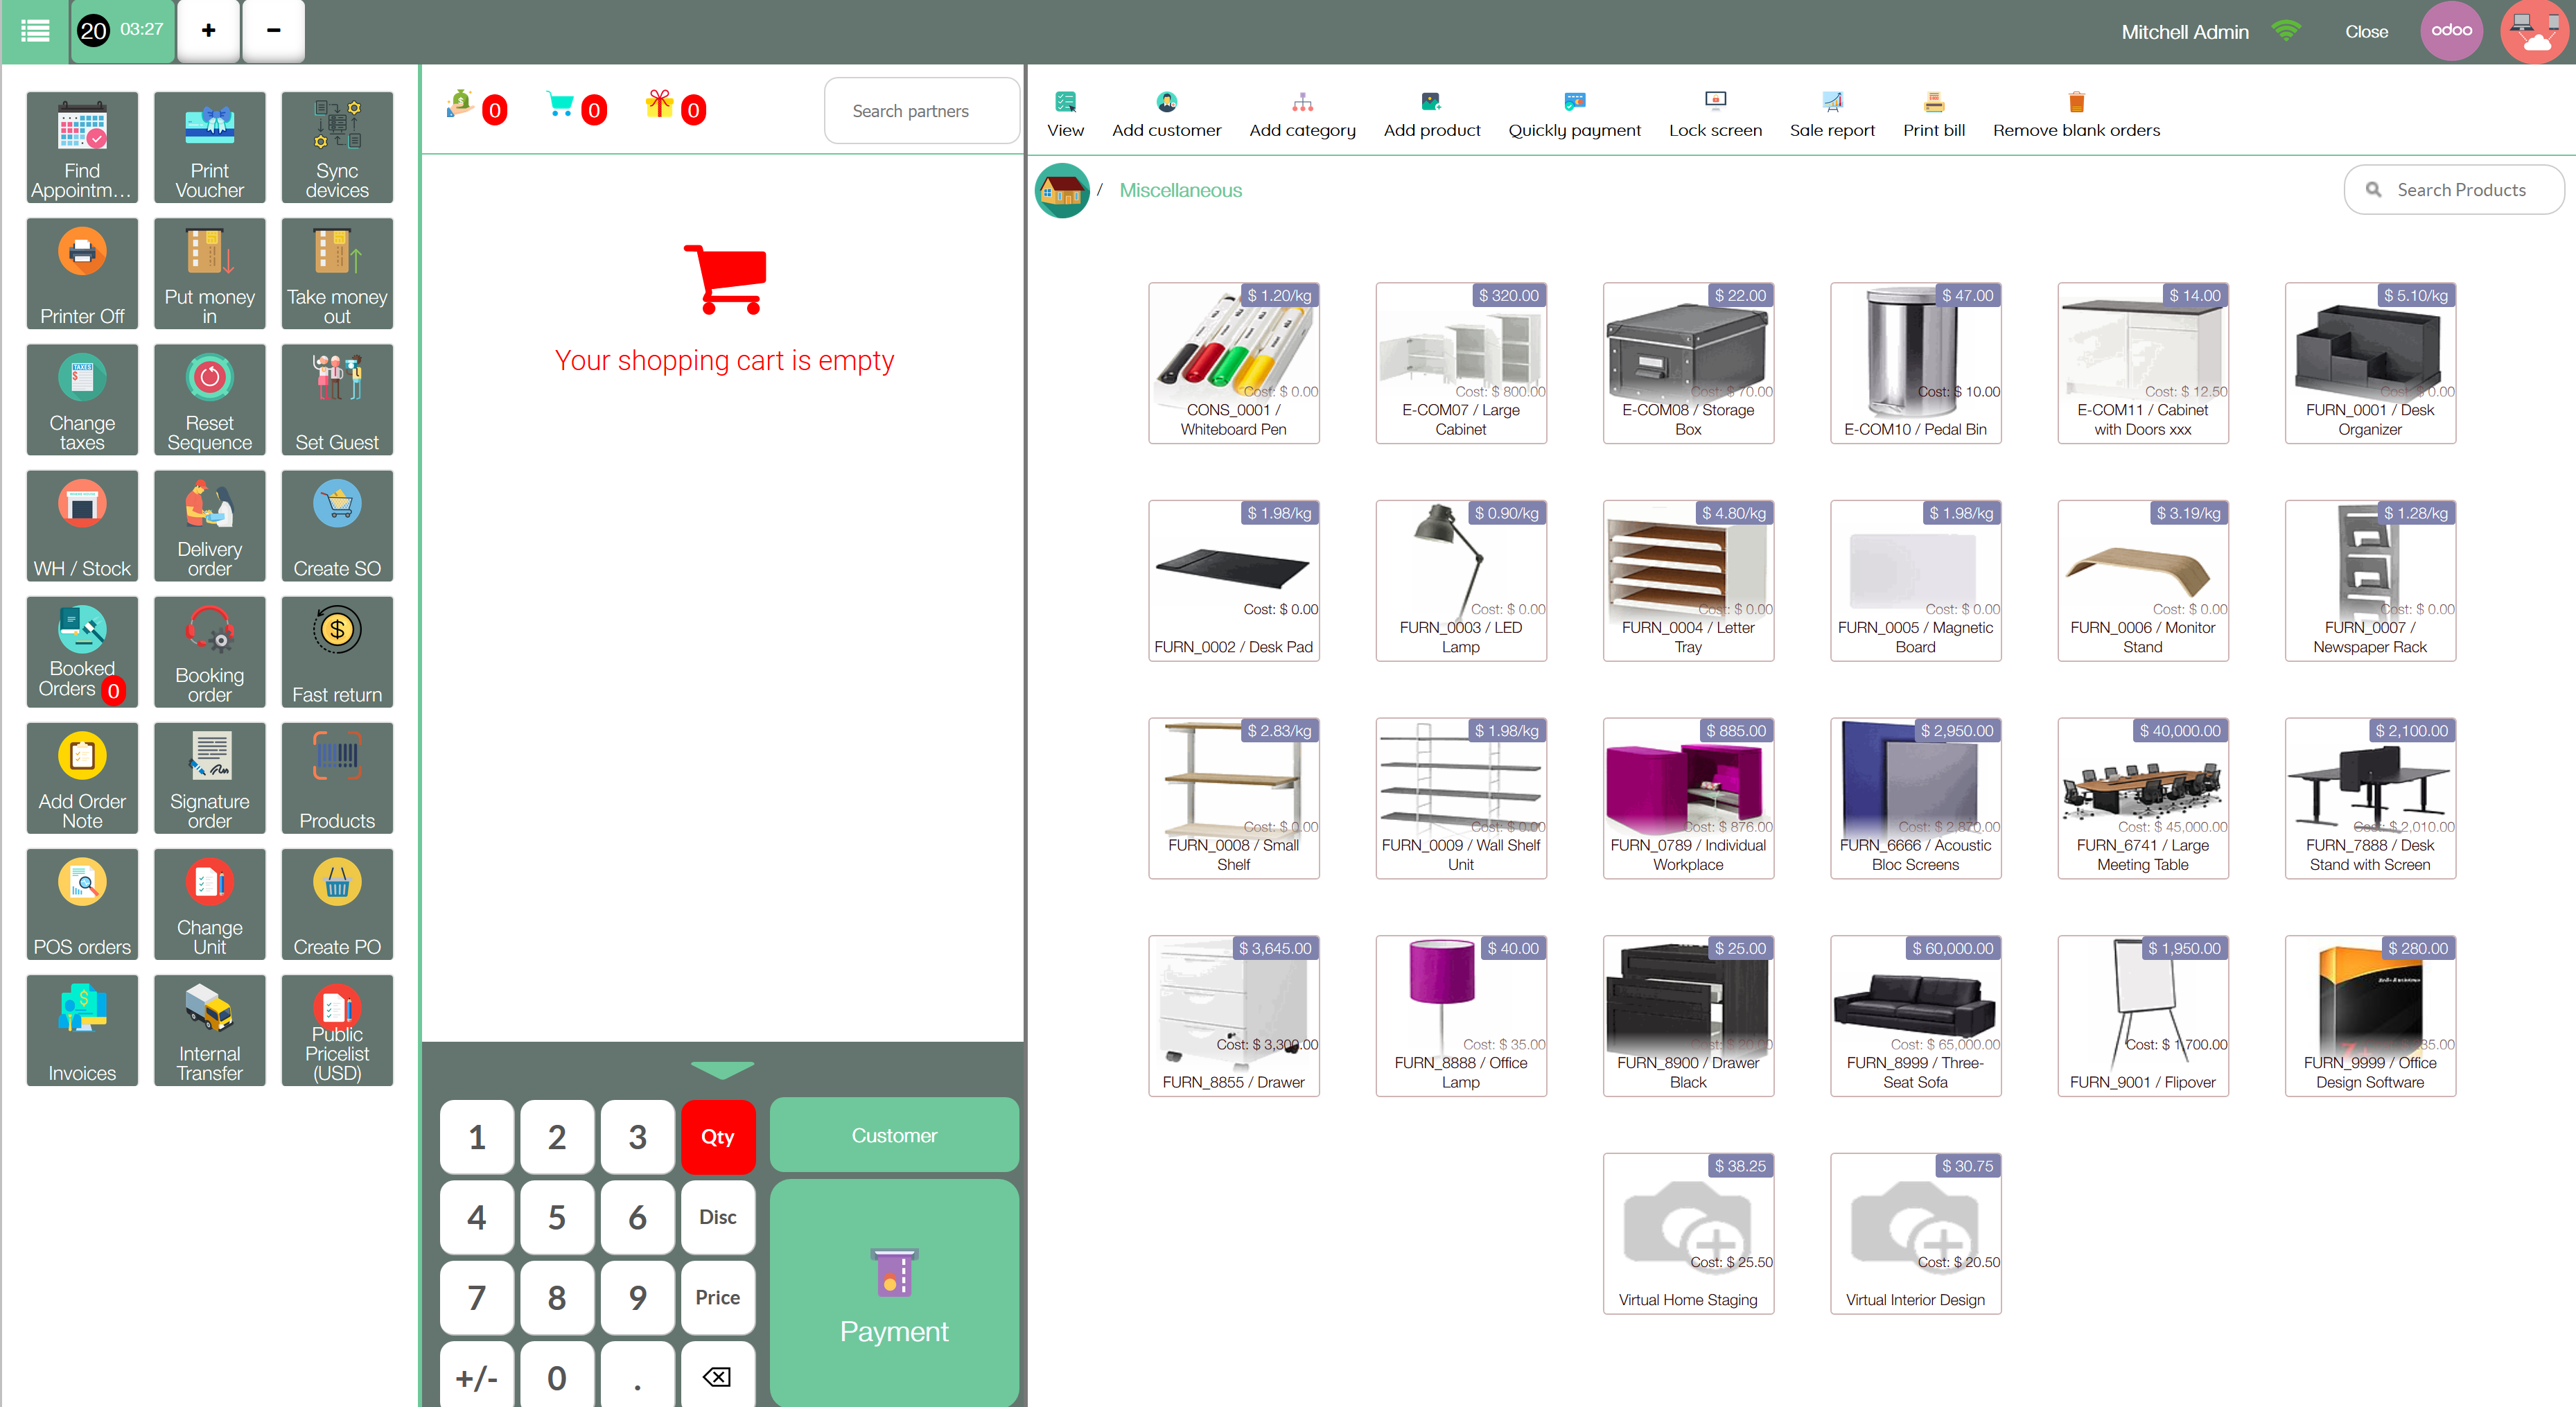 20 03:27 + −
Mitchell Admin Close odoo
Find
Appointm...
Print
Voucher
Sync
devices
Printer Off
Put money
in
Take money
out
Change
taxes
Reset
Sequence
Set Guest
WH / Stock
Delivery
order
Create SO
Booked
Orders 0
Booking
order
Fast return
Add Order
Note
Signature
order
Products
POS orders
Change
Unit
Create PO
Invoices
Internal
Transfer
Public
Pricelist
(USD)
0 0 0 Search partners
Your shopping cart is empty
1 2 3 Qty
4 5 6 Disc
7 8 9 Price
+/- 0 .
Customer
Payment
View Add customer Add category Add product Quickly payment Lock screen Sale report Print bill Remove blank orders
/ Miscellaneous
Search Products
$ 1.20/kg
Cost: $ 0.00
CONS_0001 /
Whiteboard Pen
$ 320.00
Cost: $ 800.00
E-COM07 / Large
Cabinet
$ 22.00
Cost: $ 70.00
E-COM08 / Storage
Box
$ 47.00
Cost: $ 10.00
E-COM10 / Pedal Bin
$ 14.00
Cost: $ 12.50
E-COM11 / Cabinet
with Doors xxx
$ 5.10/kg
Cost: $ 0.00
FURN_0001 / Desk
Organizer
$ 1.98/kg
Cost: $ 0.00
FURN_0002 / Desk Pad
$ 0.90/kg
Cost: $ 0.00
FURN_0003 / LED
Lamp
$ 4.80/kg
Cost: $ 0.00
FURN_0004 / Letter
Tray
$ 1.98/kg
Cost: $ 0.00
FURN_0005 / Magnetic
Board
$ 3.19/kg
Cost: $ 0.00
FURN_0006 / Monitor
Stand
$ 1.28/kg
Cost: $ 0.00
FURN_0007 /
Newspaper Rack
$ 2.83/kg
Cost: $ 0.00
FURN_0008 / Small
Shelf
$ 1.98/kg
Cost: $ 0.00
FURN_0009 / Wall Shelf
Unit
$ 885.00
Cost: $ 876.00
FURN_0789 / Individual
Workplace
$ 2,950.00
Cost: $ 2,870.00
FURN_6666 / Acoustic
Bloc Screens
$ 40,000.00
Cost: $ 45,000.00
FURN_6741 / Large
Meeting Table
$ 2,100.00
Cost: $ 2,010.00
FURN_7888 / Desk
Stand with Screen
$ 3,645.00
Cost: $ 3,300.00
FURN_8855 / Drawer
$ 40.00
Cost: $ 35.00
FURN_8888 / Office
Lamp
$ 25.00
Cost: $ 20.00
FURN_8900 / Drawer
Black
$ 60,000.00
Cost: $ 65,000.00
FURN_8999 / Three-
Seat Sofa
$ 1,950.00
Cost: $ 1,700.00
FURN_9001 / Flipover
$ 280.00
FURN_9999 / Office
Design Software
$ 38.25
Cost: $ 25.50
Virtual Home Staging
$ 30.75
Cost: $ 20.50
Virtual Interior Design